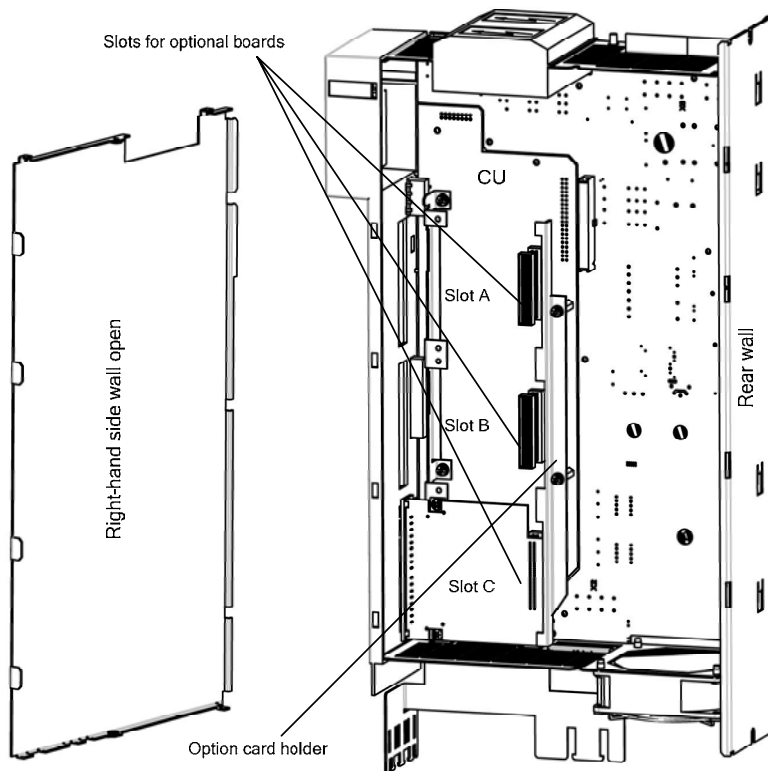 Slots for optional boards
CU
Slot A
Right-hand side wall open
Rear wall
Slot B
Slot C
Option card holder